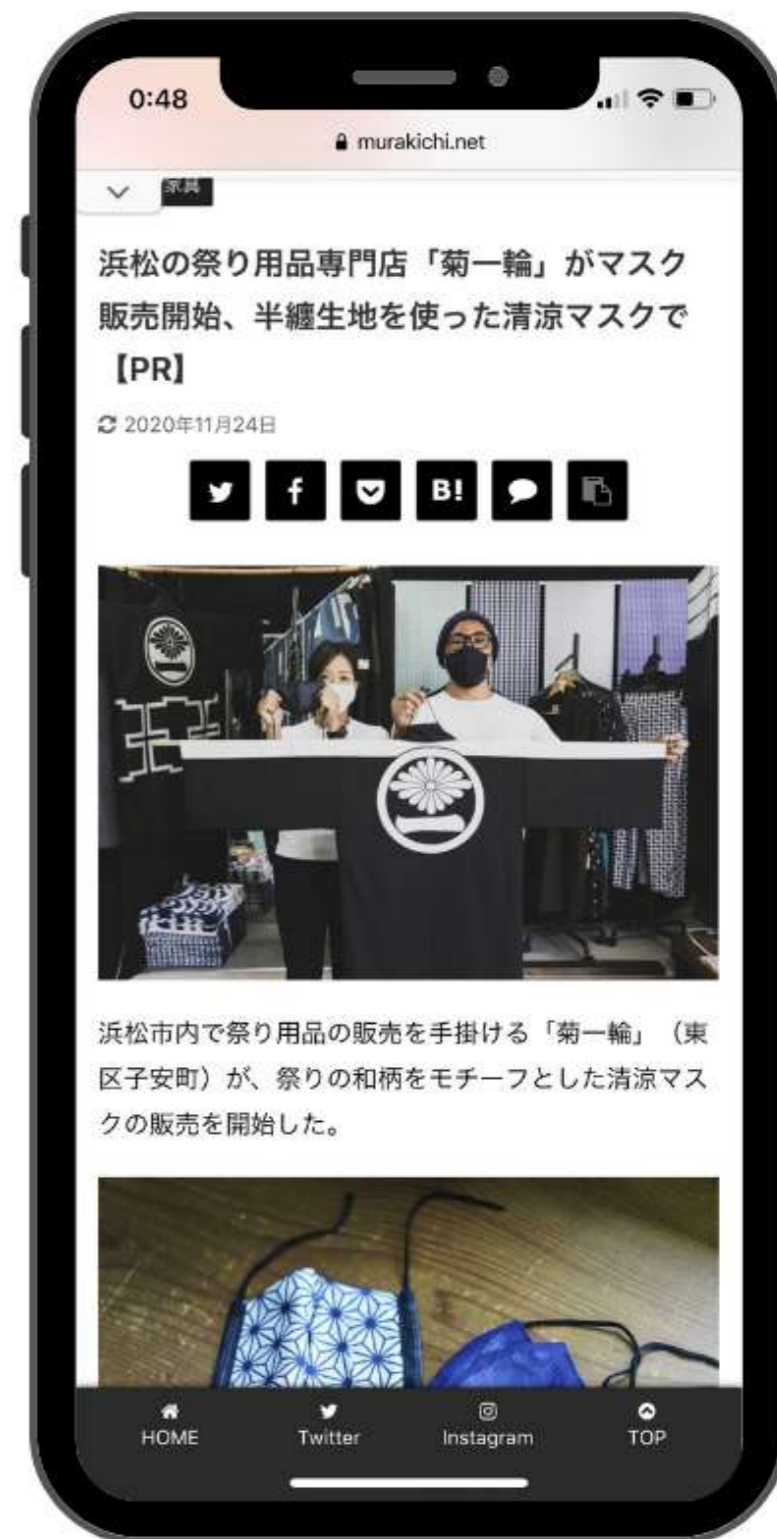 0:48
murakichi.net
家具
浜松の祭り用品専門店「菊一輪」がマスク
販売開始、半纏生地を使った清涼マスクで
【PR】
2020年11月24日
B!
浜松市内で祭り用品の販売を手掛ける「菊一輪」（東
区子安町）が、祭りの和柄をモチーフとした清涼マス
クの販売を開始した。
HOME Twitter Instagram TOP